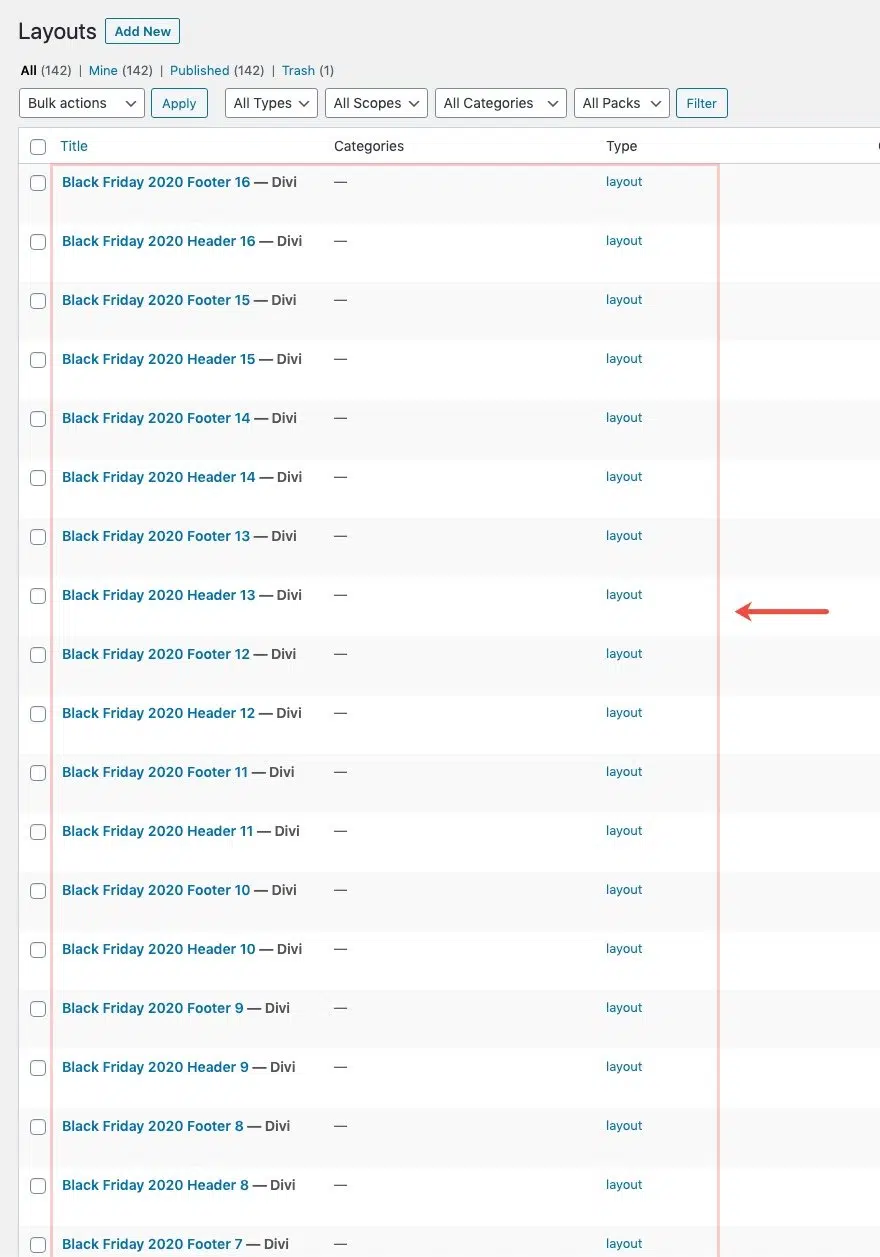 Layouts Add New
All (142) | Mine (142) | Published (142) | Trash (1)
Bulk actions Apply All Types All Scopes All Categories All Packs Filter
Title Categories Type
Black Friday 2020 Footer 16 — Divi — layout
Black Friday 2020 Header 16 — Divi — layout
Black Friday 2020 Footer 15 — Divi — layout
Black Friday 2020 Header 15 — Divi — layout
Black Friday 2020 Footer 14 — Divi — layout
Black Friday 2020 Header 14 — Divi — layout
Black Friday 2020 Footer 13 — Divi — layout
Black Friday 2020 Header 13 — Divi — layout
Black Friday 2020 Footer 12 — Divi — layout
Black Friday 2020 Header 12 — Divi — layout
Black Friday 2020 Footer 11 — Divi — layout
Black Friday 2020 Header 11 — Divi — layout
Black Friday 2020 Footer 10 — Divi — layout
Black Friday 2020 Header 10 — Divi — layout
Black Friday 2020 Footer 9 — Divi — layout
Black Friday 2020 Header 9 — Divi — layout
Black Friday 2020 Footer 8 — Divi — layout
Black Friday 2020 Header 8 — Divi — layout
Black Friday 2020 Footer 7 — Divi — layout